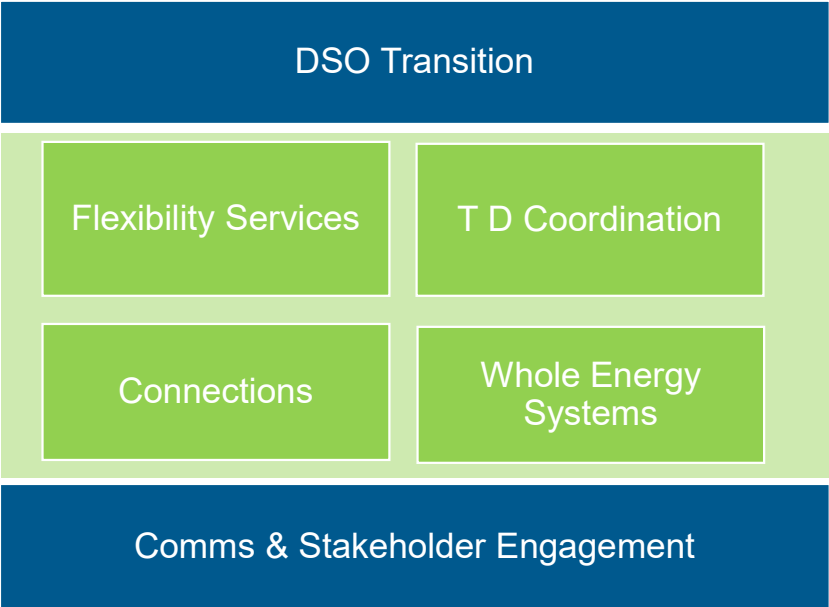 DSO Transition
Flexibility Services
T D Coordination
Connections
Whole Energy
Systems
Comms & Stakeholder Engagement